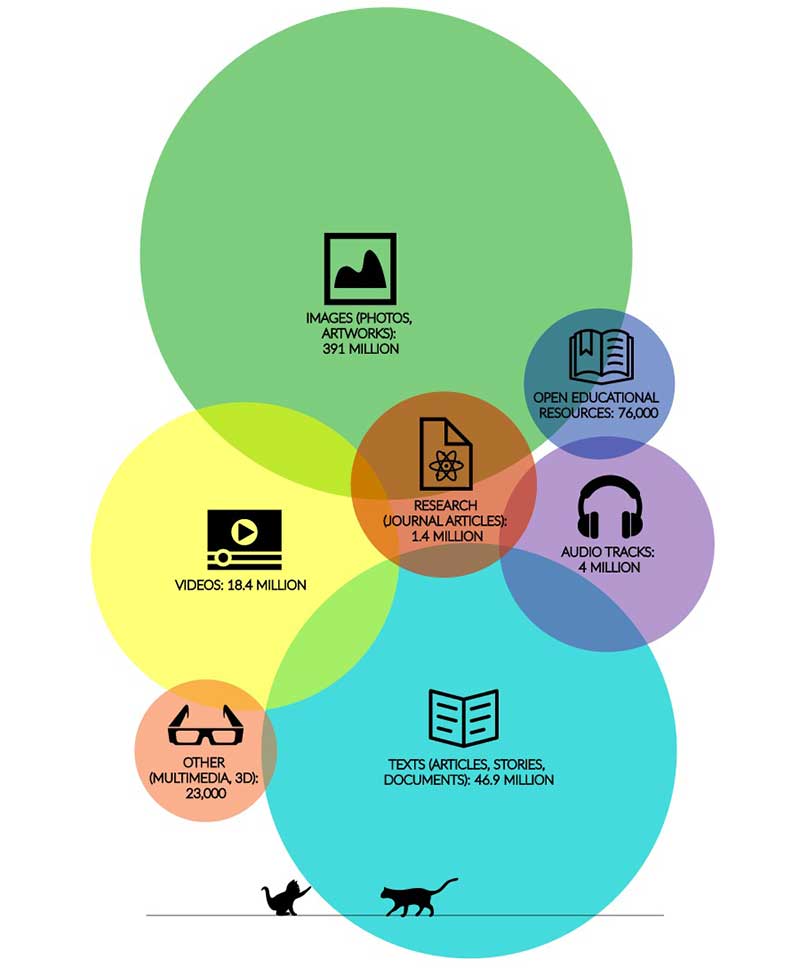 IMAGES (PHOTOS,
ARTWORKS):
391 MILLION
OPEN EDUCATIONAL
RESOURCES: 76,000
RESEARCH
(JOURNAL ARTICLES):
1.4 MILLION
AUDIO TRACKS:
4 MILLION
VIDEOS: 18.4 MILLION
OTHER
(MULTIMEDIA, 3D):
23,000
TEXTS (ARTICLES, STORIES,
DOCUMENTS): 46.9 MILLION